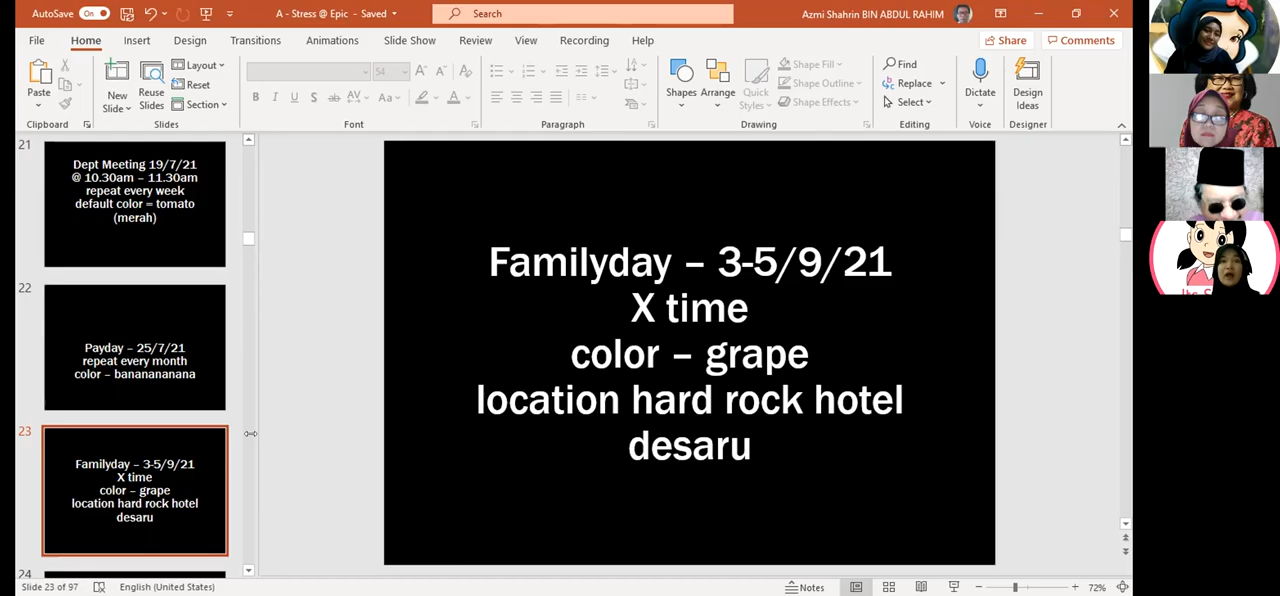 AutoSave On
A - Stress @ Epic - Saved
Search
Azmi Shahrin BIN ABDUL RAHIM
File Home Insert Design Transitions Animations Slide Show Review View Recording Help
Share Comments
Paste
Clipboard
New Slide
Reuse Slides
Layout
Reset
Section
Slides
54
Font
Paragraph
Shapes
Arrange
Quick Styles
Shape Fill
Shape Outline
Shape Effects
Drawing
Find
Replace
Select
Editing
Dictate
Voice
Design Ideas
Designer
21
Dept Meeting 19/7/21
@ 10.30am – 11.30am
repeat every week
default color = tomato
(merah)
22
Payday – 25/7/21
repeat every month
color – banananana
23
Familyday – 3-5/9/21
X time
color – grape
location hard rock hotel
desaru
24
Familyday – 3-5/9/21
X time
color – grape
location hard rock hotel
desaru
Slide 23 of 97
English (United States)
Notes
72%